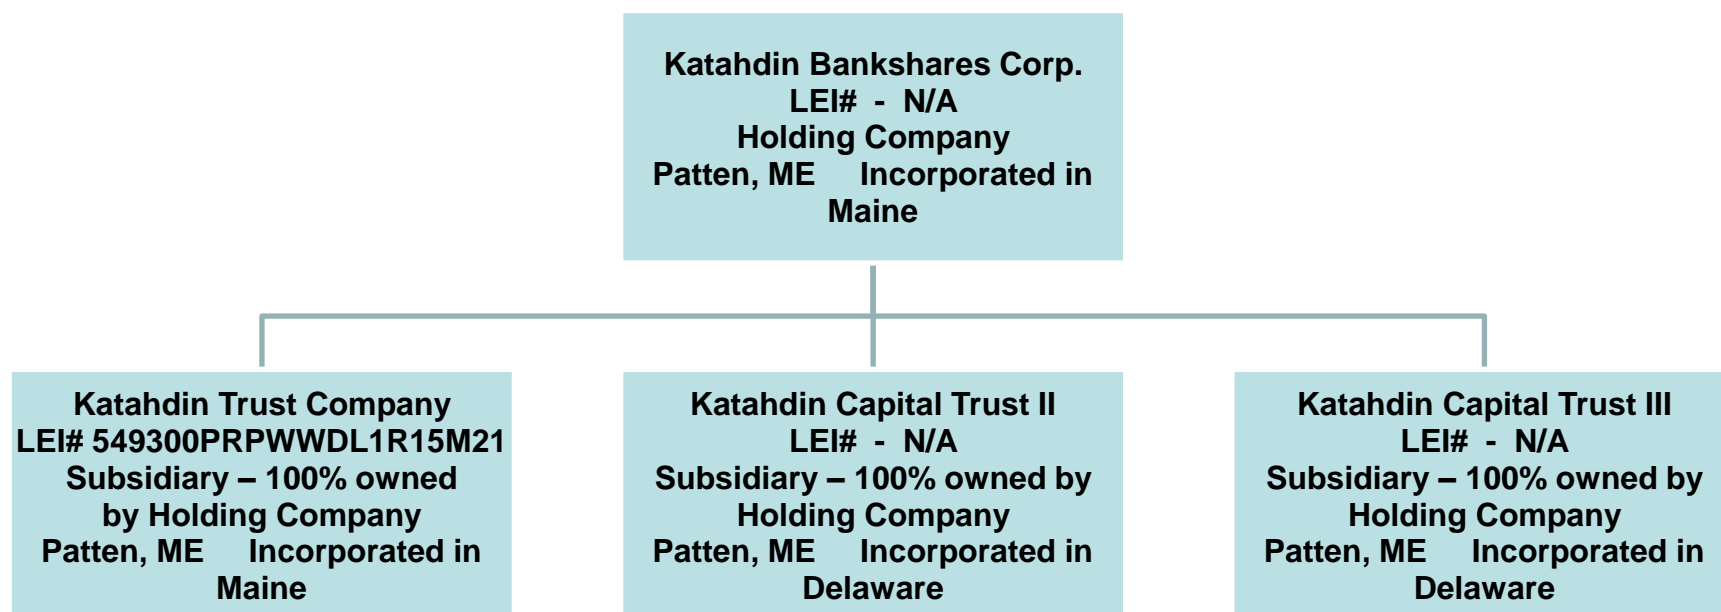 Katahdin Bankshares Corp.
LEI# - N/A
Holding Company
Patten, ME Incorporated in
Maine
Katahdin Trust Company
LEI# 549300PRPWWDL1R15M21
Subsidiary – 100% owned
by Holding Company
Patten, ME Incorporated in
Maine
Katahdin Capital Trust II
LEI# - N/A
Subsidiary – 100% owned by
Holding Company
Patten, ME Incorporated in
Delaware
Katahdin Capital Trust III
LEI# - N/A
Subsidiary – 100% owned by
Holding Company
Patten, ME Incorporated in
Delaware